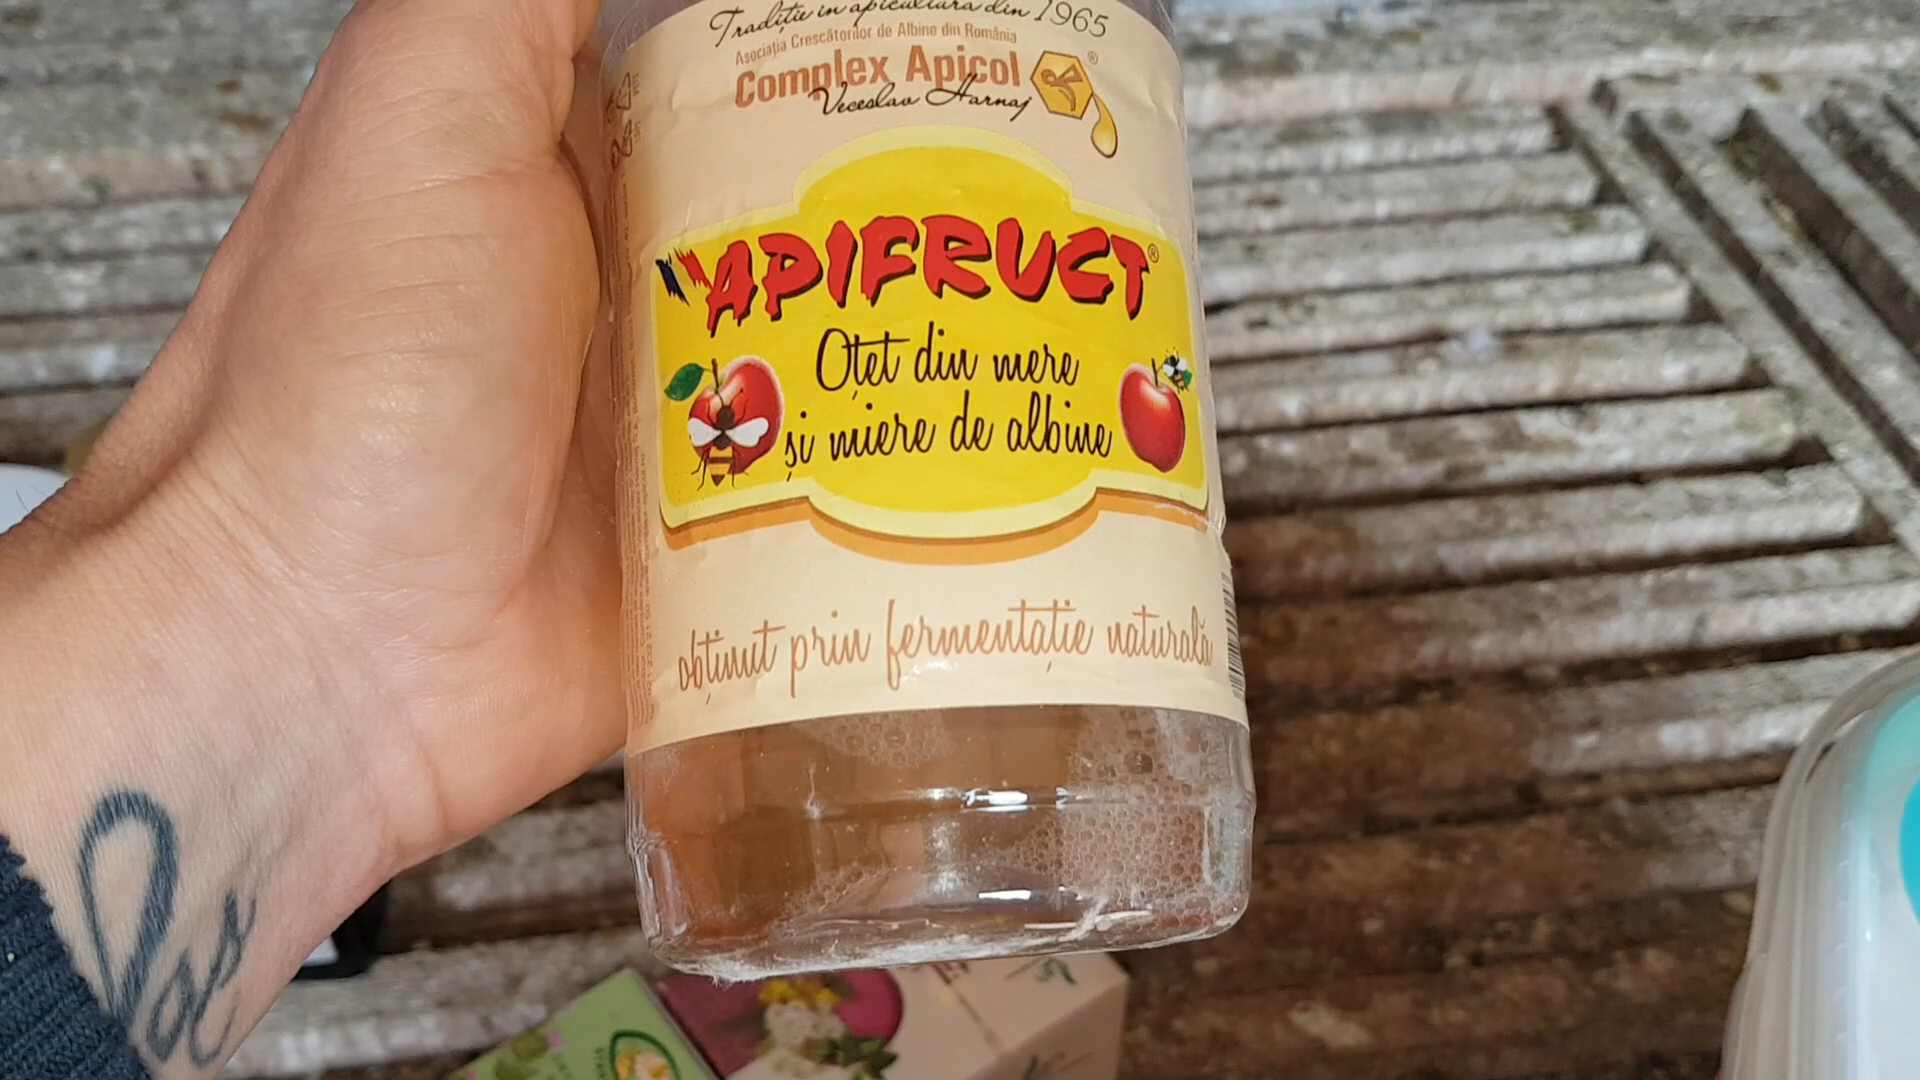 Tradiție în apicultură din 1965
Asociația Crescătorilor de Albine din România
Complex Apicol
Veceslav Harnaj
APIFRUCT®
Oțet din mere
și miere de albine
obținut prin fermentație naturală